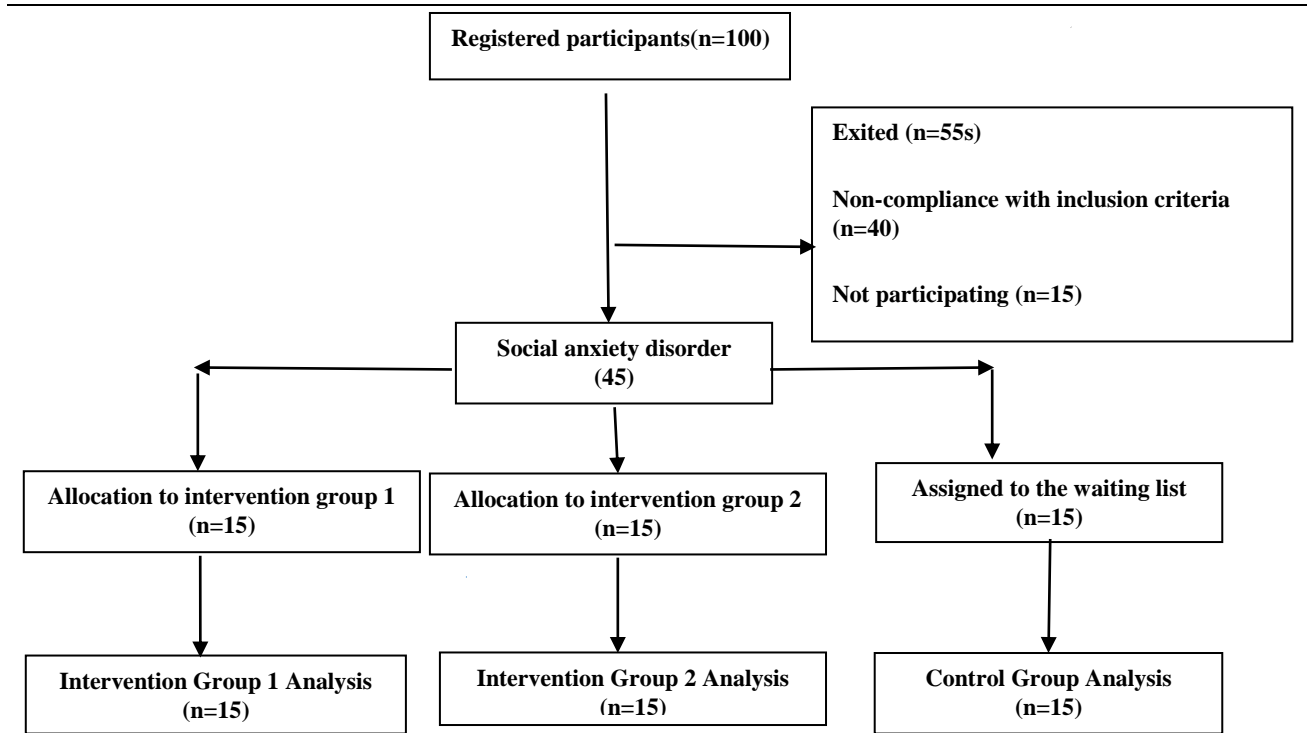 Registered participants(n=100)
Exited (n=55s)
Non-compliance with inclusion criteria
(n=40)
Not participating (n=15)
Social anxiety disorder
(45)
Allocation to intervention group 1
(n=15)
Allocation to intervention group 2
(n=15)
Assigned to the waiting list
(n=15)
Intervention Group 1 Analysis
(n=15)
Intervention Group 2 Analysis
(n=15)
Control Group Analysis
(n=15)